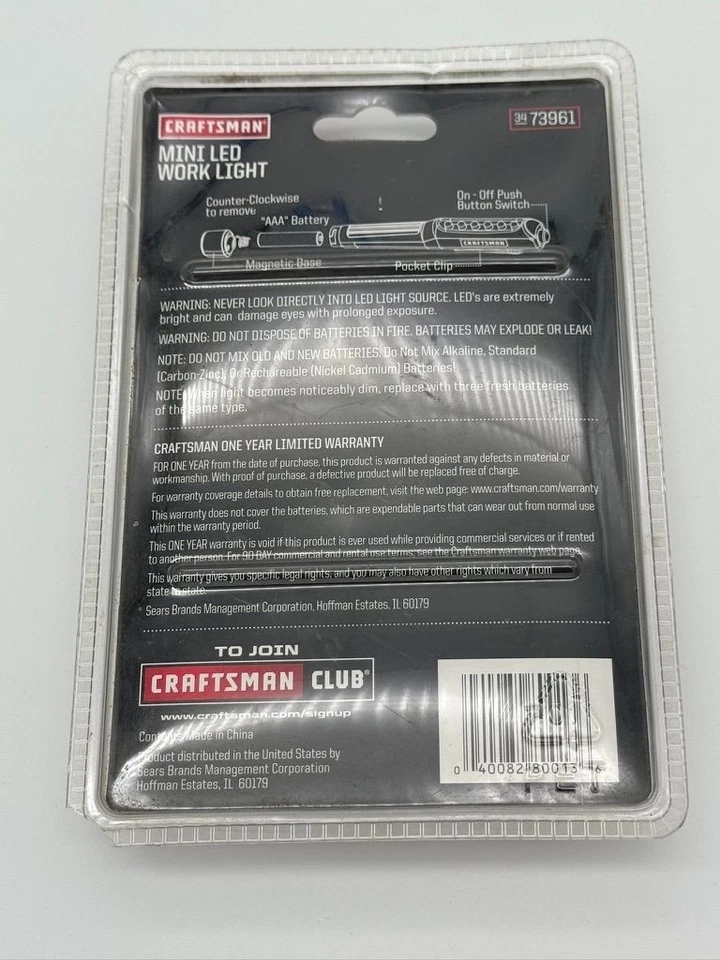 CRAFTSMAN®
34 73961
MINI LED
WORK LIGHT
Counter-Clockwise
to remove
"AAA" Battery
On - Off Push
Button Switch
CRAFTSMAN
Magnetic Base
Pocket Clip
WARNING: NEVER LOOK DIRECTLY INTO LED LIGHT SOURCE. LED's are extremely
bright and can damage eyes with prolonged exposure.
WARNING: DO NOT DISPOSE OF BATTERIES IN FIRE. BATTERIES MAY EXPLODE OR LEAK!
NOTE: DO NOT MIX OLD AND NEW BATTERIES. Do Not Mix Alkaline, Standard
(Carbon-Zinc), Or Rechareable (Nickel Cadmium) Batteries!
NOTE: When light becomes noticeably dim, replace with three fresh batteries
of the same type.
CRAFTSMAN ONE YEAR LIMITED WARRANTY
FOR ONE YEAR from the date of purchase, this product is warranted against any defects in material or
workmanship. With proof of purchase, a defective product will be replaced free of charge.
For warranty coverage details to obtain free replacement, visit the web page: www.craftsman.com/warranty
This warranty does not cover the batteries, which are expendable parts that can wear out from normal use
within the warranty period.
This ONE YEAR warranty is void if this product is ever used while providing commercial services or if rented
to another person. For 90 DAY commercial and rental use terms, see the Craftsman warranty web page.
This warranty gives you specific legal rights, and you may also have other rights which vary from
state to state.
Sears Brands Management Corporation, Hoffman Estates, IL 60179
TO JOIN
CRAFTSMAN CLUB®
www.craftsman.com/signup
Contents Made in China
Product distributed in the United States by
Sears Brands Management Corporation
Hoffman Estates, IL 60179
0 40082 80013 6